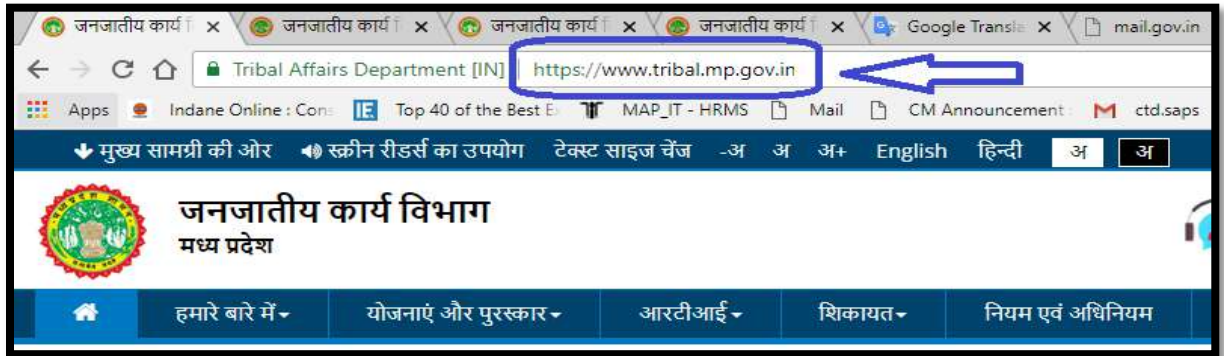 जनजातीय कार्य जनजातीय कार्य जनजातीय कार्य जनजातीय कार्य Google Transla mail.gov.in
Tribal Affairs Department [IN] https://www.tribal.mp.gov.in
Apps Indane Online : Cons IE Top 40 of the Best E MAP_IT - HRMS Mail CM Announcement : ctd.saps
मुख्य सामग्री की ओर स्क्रीन रीडर्स का उपयोग टेक्स्ट साइज चेंज -अ अ अ+ English हिन्दी अ अ
जनजातीय कार्य विभाग
मध्य प्रदेश
हमारे बारे में योजनाएं और पुरस्कार आरटीआई शिकायत नियम एवं अधिनियम